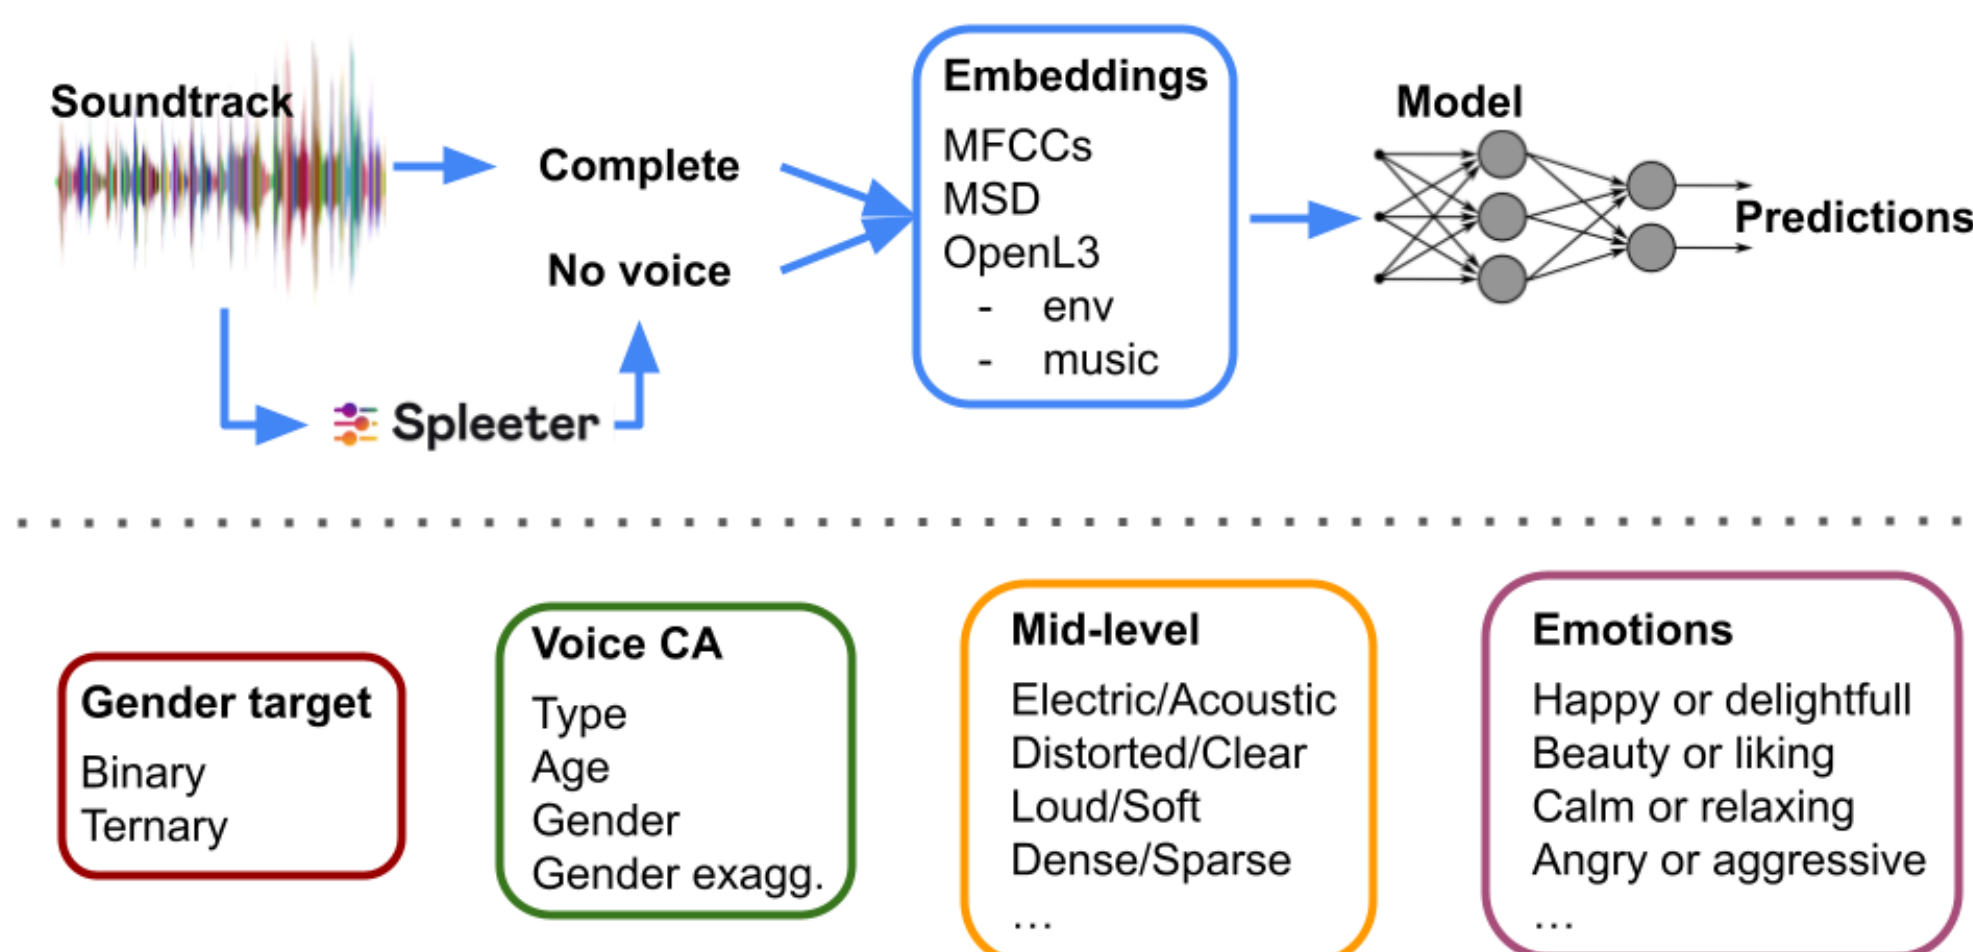 Soundtrack
Complete
No voice
Spleeter
Embeddings
MFCCs
MSD
OpenL3
- env
- music
Model
Predictions
Gender target
Binary
Ternary
Voice CA
Type
Age
Gender
Gender exagg.
Mid-level
Electric/Acoustic
Distorted/Clear
Loud/Soft
Dense/Sparse
...
Emotions
Happy or delightfull
Beauty or liking
Calm or relaxing
Angry or aggressive
...